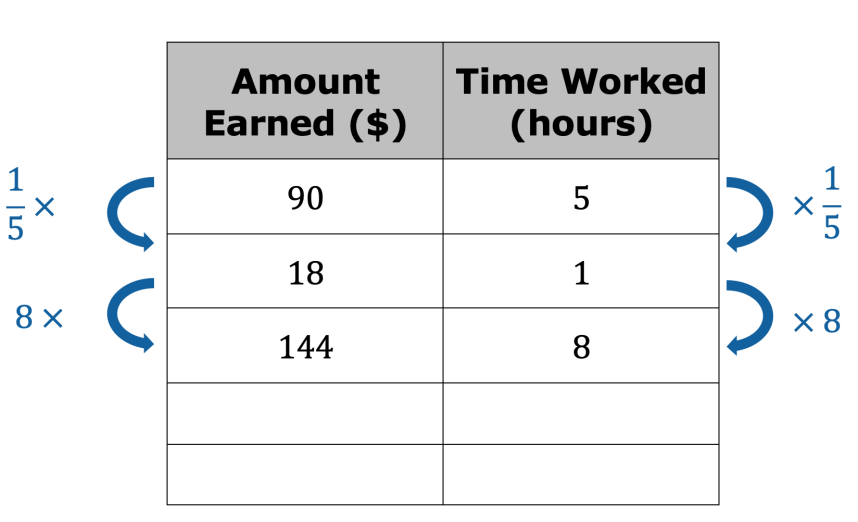 Amount
Earned ($)
Time Worked
(hours)
1/5 ×
90
5
× 1/5
18
1
8 ×
144
8
× 8